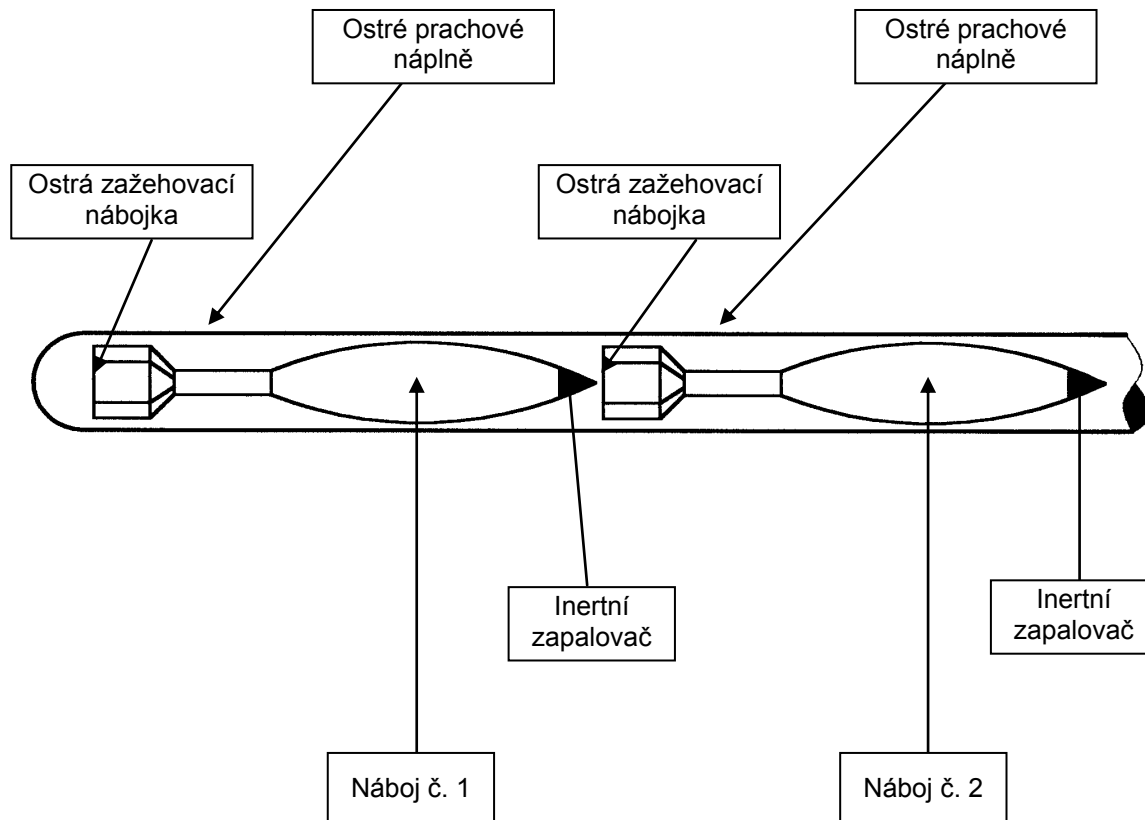 Ostré prachové
náplně
Ostré prachové
náplně
Ostrá zažehovací
nábojka
Ostrá zažehovací
nábojka
Inertní
zapalovač
Inertní
zapalovač
Náboj č. 1
Náboj č. 2